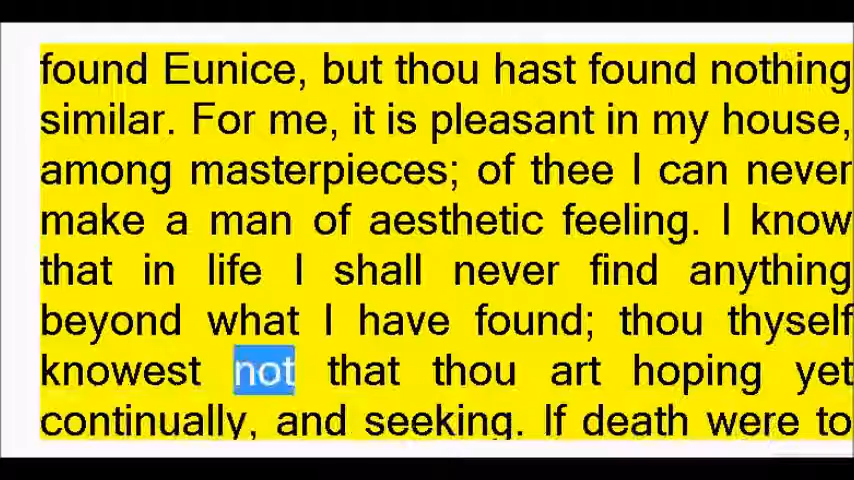 found Eunice, but thou hast found nothing
similar. For me, it is pleasant in my house,
among masterpieces; of thee I can never
make a man of aesthetic feeling. I know
that in life I shall never find anything
beyond what I have found; thou thyself
knowest not that thou art hoping yet
continually, and seeking. If death were to